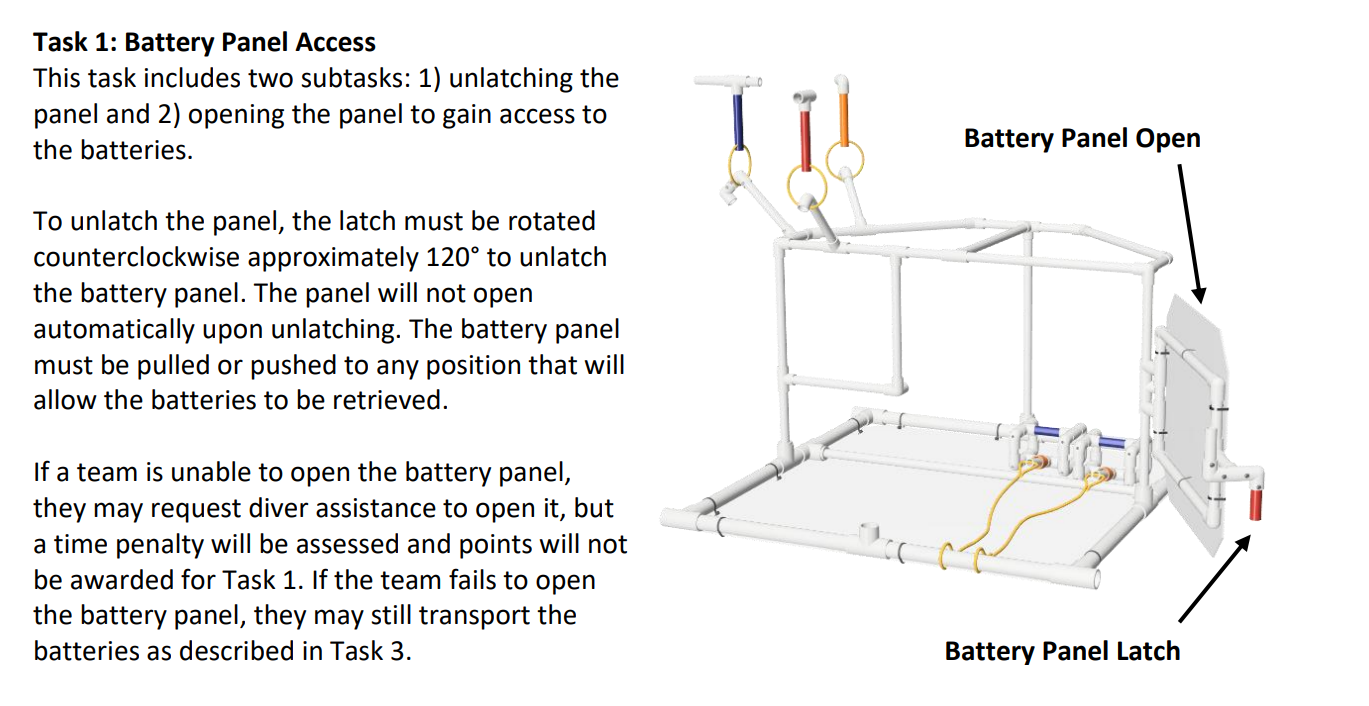 Task 1: Battery Panel Access
This task includes two subtasks: 1) unlatching the
panel and 2) opening the panel to gain access to
the batteries.
To unlatch the panel, the latch must be rotated
counterclockwise approximately 120° to unlatch
the battery panel. The panel will not open
automatically upon unlatching. The battery panel
must be pulled or pushed to any position that will
allow the batteries to be retrieved.
If a team is unable to open the battery panel,
they may request diver assistance to open it, but
a time penalty will be assessed and points will not
be awarded for Task 1. If the team fails to open
the battery panel, they may still transport the
batteries as described in Task 3.
Battery Panel Open
Battery Panel Latch